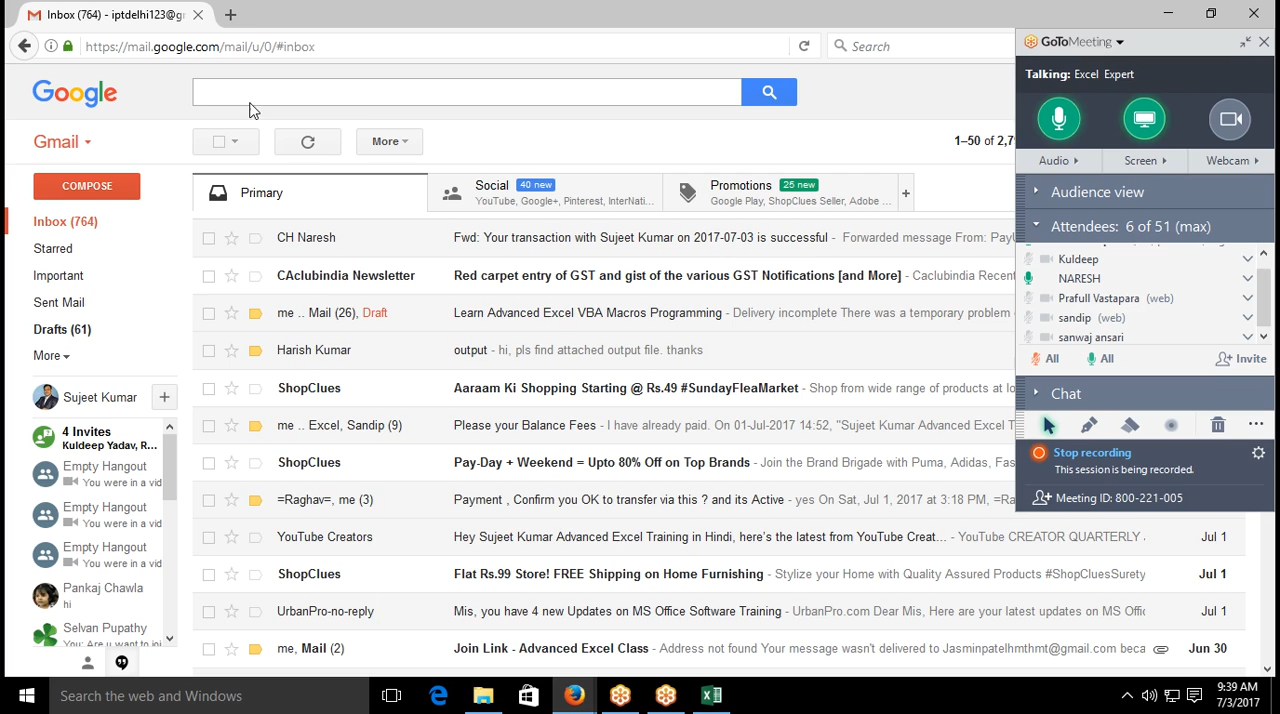 Inbox (764) - iptdelhi123@gr
https://mail.google.com/mail/u/0/#inbox
Search
Google
Gmail
More
1–50 of 2,7
COMPOSE
Inbox (764)
Starred
Important
Sent Mail
Drafts (61)
More
Sujeet Kumar
4 Invites
Kuldeep Yadav, R...
Empty Hangout
You were in a vid
Empty Hangout
You were in a vid
Empty Hangout
You were in a vid
Pankaj Chawla
hi
Selvan Pupathy
You: Are u want to joi
Primary
Social 40 new
YouTube, Google+, Pinterest, InterNati...
Promotions 25 new
Google Play, ShopClues Seller, Adobe ...
CH Naresh Fwd: Your transaction with Sujeet Kumar on 2017-07-03 is successful - Forwarded message From: Pay
CAclubindia Newsletter Red carpet entry of GST and gist of the various GST Notifications [and More] - Caclubindia Recent
me .. Mail (26), Draft Learn Advanced Excel VBA Macros Programming - Delivery incomplete There was a temporary problem
Harish Kumar output - hi, pls find attached output file. thanks
ShopClues Aaraam Ki Shopping Starting @ Rs.49 #SundayFleaMarket - Shop from wide range of products at lo
me .. Excel, Sandip (9) Please your Balance Fees - I have already paid. On 01-Jul-2017 14:52, "Sujeet Kumar Advanced Excel T
ShopClues Pay-Day + Weekend = Upto 80% Off on Top Brands - Join the Brand Brigade with Puma, Adidas, Fas
=Raghav=, me (3) Payment , Confirm you OK to transfer via this ? and its Active - yes On Sat, Jul 1, 2017 at 3:18 PM, =R
YouTube Creators Hey Sujeet Kumar Advanced Excel Training in Hindi, here's the latest from YouTube Creat... - YouTube CREATOR QUARTERLY Jul 1
ShopClues Flat Rs.99 Store! FREE Shipping on Home Furnishing - Stylize your Home with Quality Assured Products #ShopCluesSurety Jul 1
UrbanPro-no-reply Mis, you have 4 new Updates on MS Office Software Training - UrbanPro.com Dear Mis, Here are your latest updates on MS Offic Jul 1
me, Mail (2) Join Link - Advanced Excel Class - Address not found Your message wasn't delivered to Jasminpatelhmthmt@gmail.com beca Jun 30
GoToMeeting
Talking: Excel Expert
Audio
Screen
Webcam
Audience view
Attendees: 6 of 51 (max)
Kuldeep
NARESH
Prafull Vastapara (web)
sandip (web)
sanwaj ansari
All
All
Invite
Chat
Stop recording
This session is being recorded.
Meeting ID: 800-221-005
Search the web and Windows
9:39 AM
7/3/2017